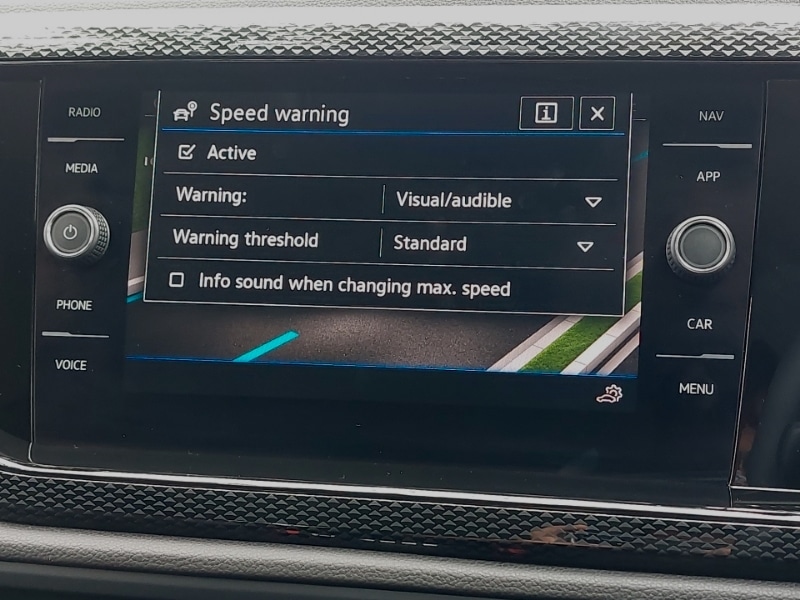 RADIO
MEDIA
PHONE
VOICE
Speed warning
Active
Warning: Visual/audible
Warning threshold Standard
Info sound when changing max. speed
NAV
APP
CAR
MENU